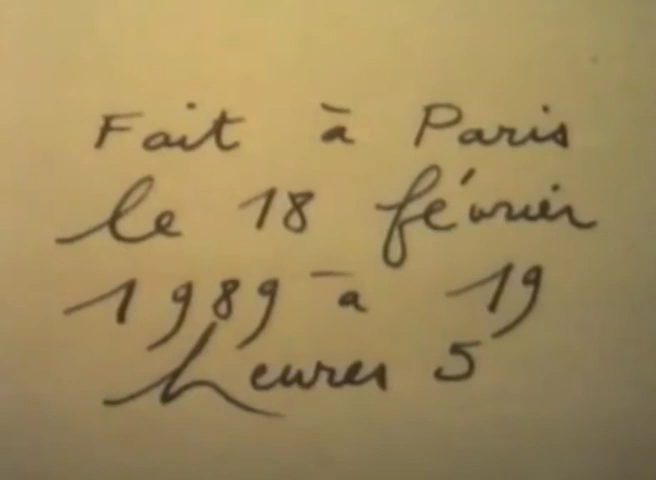 Fait à Paris
le 18 février
1989 à 19
heures 5